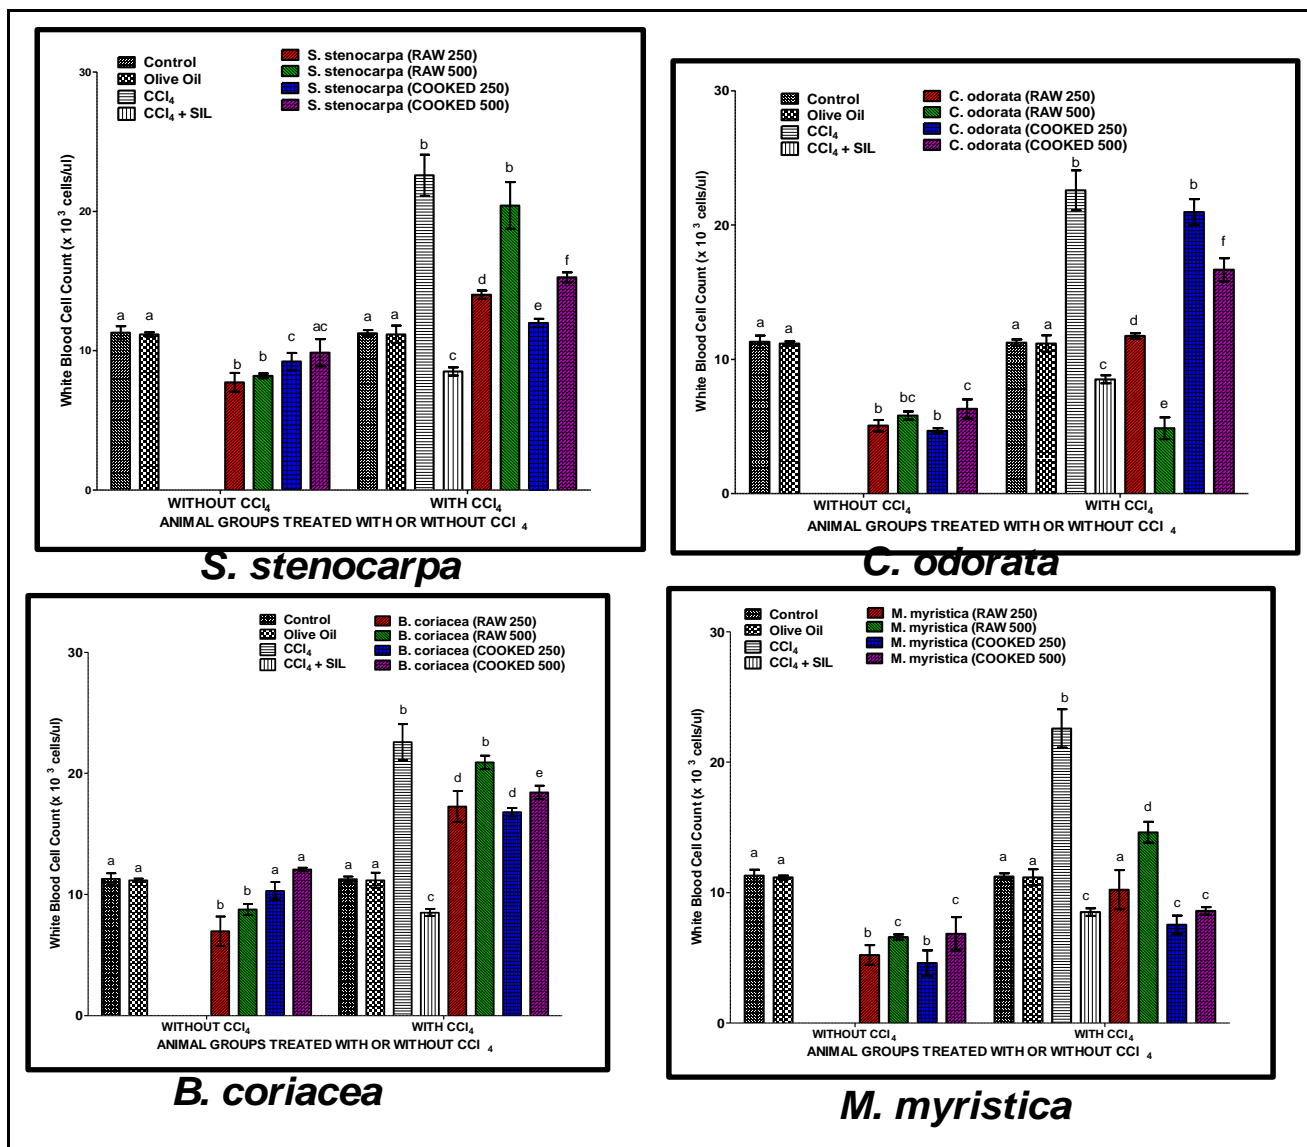 Control
Olive Oil
CCl₄
CCl₄ + SIL
S. stenocarpa (RAW 250)
S. stenocarpa (RAW 500)
S. stenocarpa (COOKED 250)
S. stenocarpa (COOKED 500)
White Blood Cell Count (x 10³ cells/ul)
30
20
10
0
a a b b c ac a a b c d b e f
WITHOUT CCl₄ WITH CCl₄
ANIMAL GROUPS TREATED WITH OR WITHOUT CCl ₄
S. stenocarpa
Control
Olive Oil
CCl₄
CCl₄ + SIL
C. odorata (RAW 250)
C. odorata (RAW 500)
C. odorata (COOKED 250)
C. odorata (COOKED 500)
White Blood Cell Count (x 10³ cells/ul)
30
20
10
0
a a b bc b c a a b c d e b f
WITHOUT CCl₄ WITH CCl₄
ANIMAL GROUPS TREATED WITH OR WITHOUT CCl ₄
C. odorata
Control
Olive Oil
CCl₄
CCl₄ + SIL
B. coriacea (RAW 250)
B. coriacea (RAW 500)
B. coriacea (COOKED 250)
B. coriacea (COOKED 500)
White Blood Cell Count (x 10³ cells/ul)
30
20
10
0
a a b b a a a a b c d b d e
WITHOUT CCl₄ WITH CCl₄
ANIMAL GROUPS TREATED WITH OR WITHOUT CCl ₄
B. coriacea
Control
Olive Oil
CCl₄
CCl₄ + SIL
M. myristica (RAW 250)
M. myristica (RAW 500)
M. myristica (COOKED 250)
M. myristica (COOKED 500)
White Blood Cell Count (x 10³ cells/ul)
30
20
10
0
a a b c b c a a b c a d c c
WITHOUT CCl₄ WITH CCl₄
ANIMAL GROUPS TREATED WITH OR WITHOUT CCl ₄
M. myristica